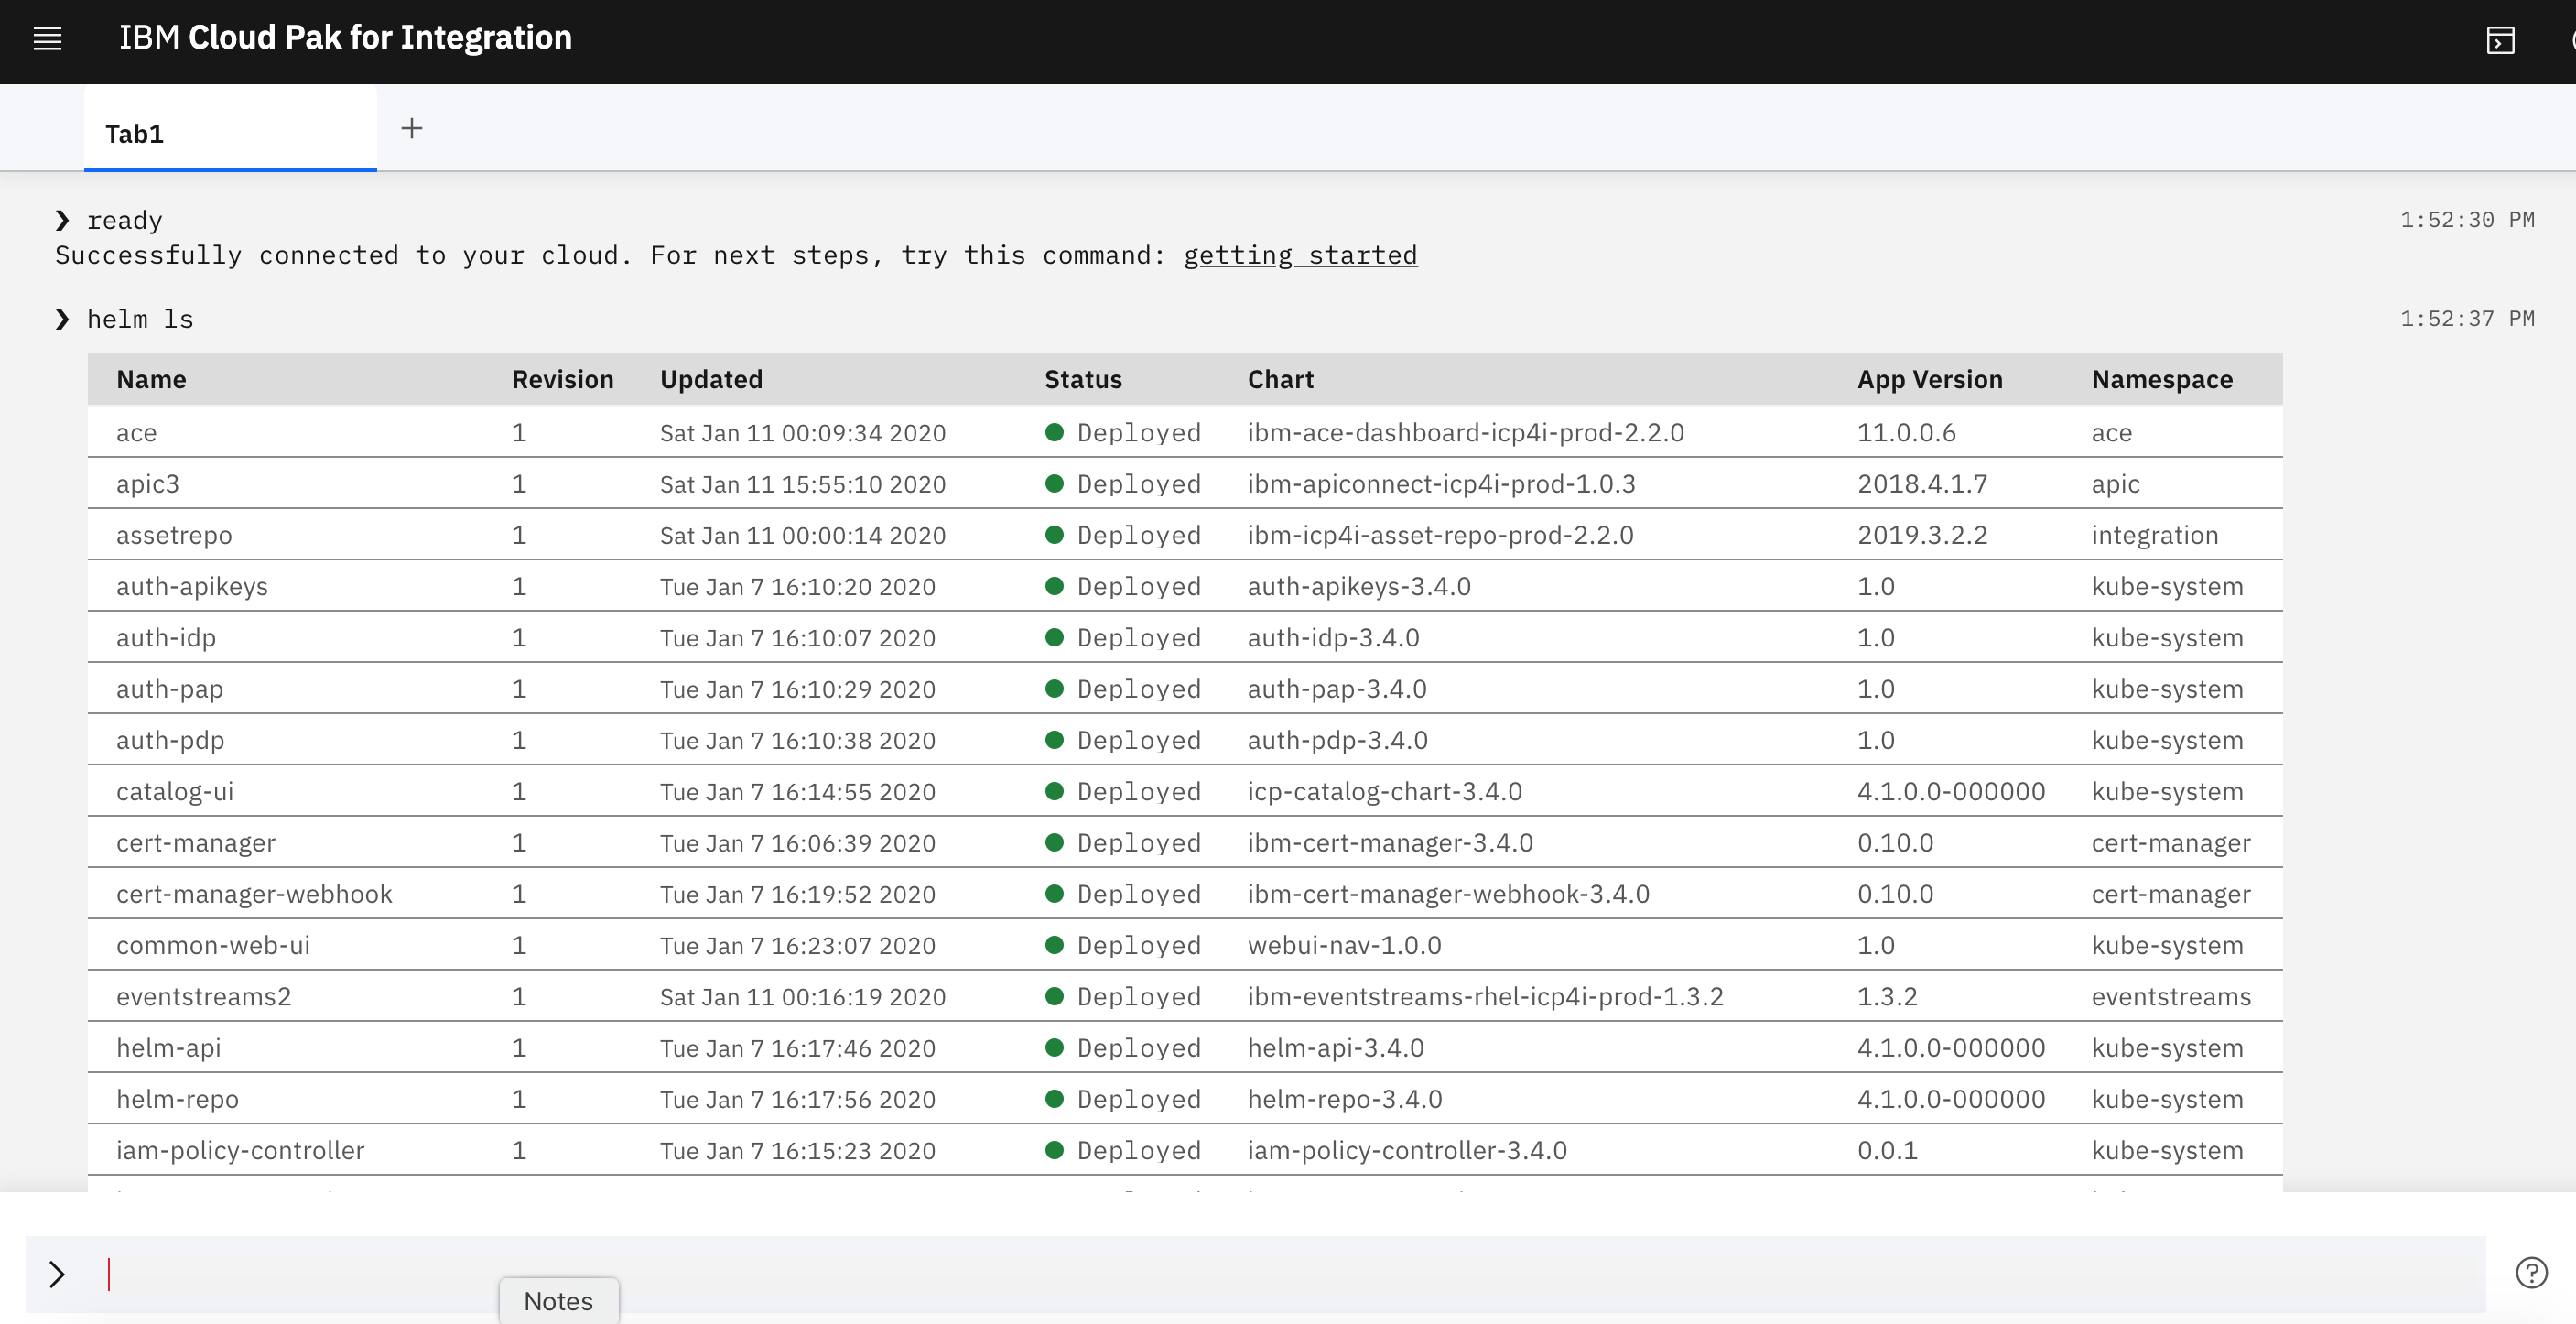 IBM Cloud Pak for Integration
Tab1
❯ ready 1:52:30 PM
Successfully connected to your cloud. For next steps, try this command: getting started
❯ helm ls 1:52:37 PM
Name Revision Updated Status Chart App Version Namespace
ace 1 Sat Jan 11 00:09:34 2020 Deployed ibm-ace-dashboard-icp4i-prod-2.2.0 11.0.0.6 ace
apic3 1 Sat Jan 11 15:55:10 2020 Deployed ibm-apiconnect-icp4i-prod-1.0.3 2018.4.1.7 apic
assetrepo 1 Sat Jan 11 00:00:14 2020 Deployed ibm-icp4i-asset-repo-prod-2.2.0 2019.3.2.2 integration
auth-apikeys 1 Tue Jan 7 16:10:20 2020 Deployed auth-apikeys-3.4.0 1.0 kube-system
auth-idp 1 Tue Jan 7 16:10:07 2020 Deployed auth-idp-3.4.0 1.0 kube-system
auth-pap 1 Tue Jan 7 16:10:29 2020 Deployed auth-pap-3.4.0 1.0 kube-system
auth-pdp 1 Tue Jan 7 16:10:38 2020 Deployed auth-pdp-3.4.0 1.0 kube-system
catalog-ui 1 Tue Jan 7 16:14:55 2020 Deployed icp-catalog-chart-3.4.0 4.1.0.0-000000 kube-system
cert-manager 1 Tue Jan 7 16:06:39 2020 Deployed ibm-cert-manager-3.4.0 0.10.0 cert-manager
cert-manager-webhook 1 Tue Jan 7 16:19:52 2020 Deployed ibm-cert-manager-webhook-3.4.0 0.10.0 cert-manager
common-web-ui 1 Tue Jan 7 16:23:07 2020 Deployed webui-nav-1.0.0 1.0 kube-system
eventstreams2 1 Sat Jan 11 00:16:19 2020 Deployed ibm-eventstreams-rhel-icp4i-prod-1.3.2 1.3.2 eventstreams
helm-api 1 Tue Jan 7 16:17:46 2020 Deployed helm-api-3.4.0 4.1.0.0-000000 kube-system
helm-repo 1 Tue Jan 7 16:17:56 2020 Deployed helm-repo-3.4.0 4.1.0.0-000000 kube-system
iam-policy-controller 1 Tue Jan 7 16:15:23 2020 Deployed iam-policy-controller-3.4.0 0.0.1 kube-system
Notes